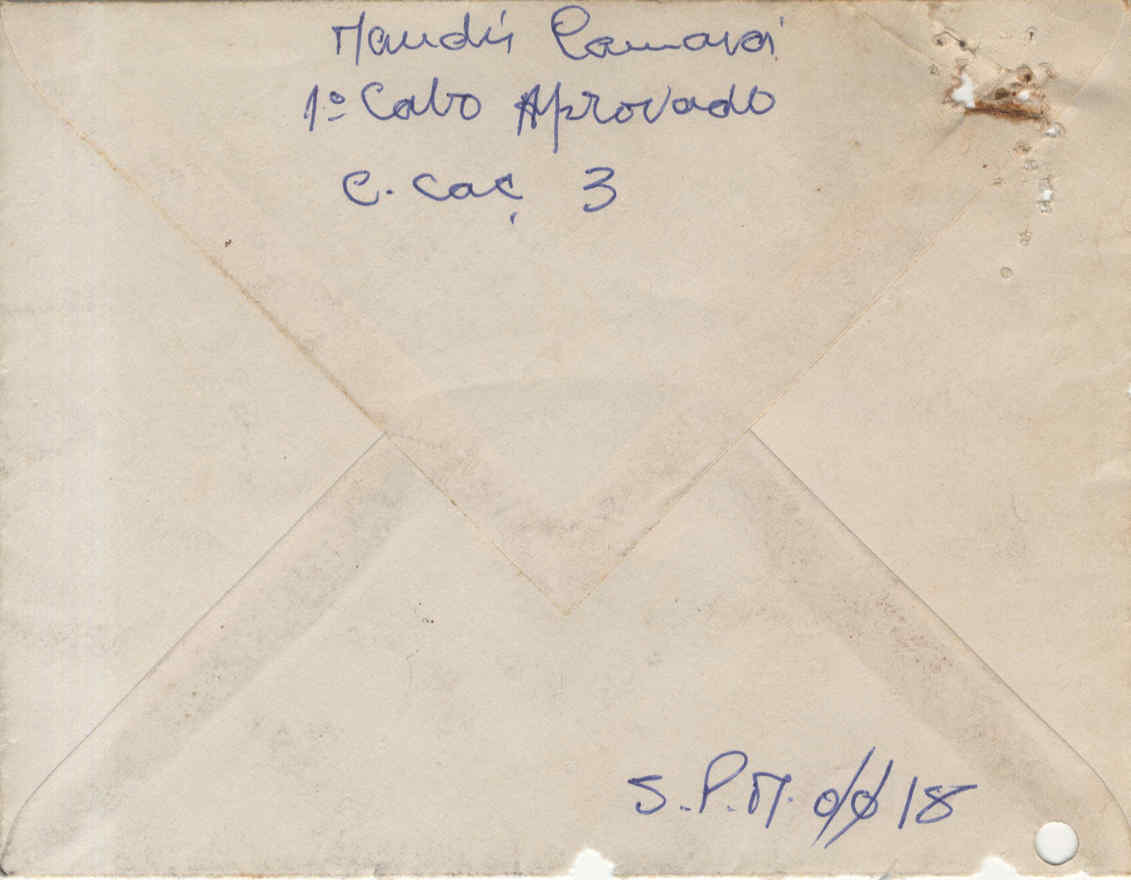 Mandú Camará
1º Cabo Aprovado
C. Caç 3
S.P.M. 0018